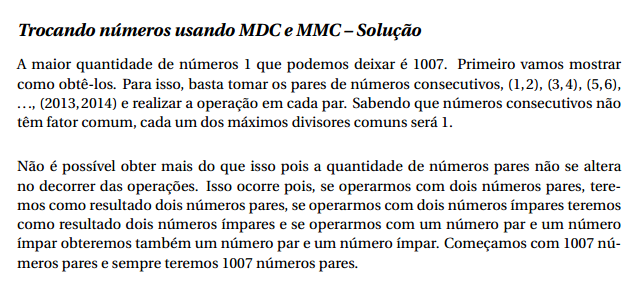 Trocando números usando MDC e MMC – Solução
A maior quantidade de números 1 que podemos deixar é 1007. Primeiro vamos mostrar
como obtê-los. Para isso, basta tomar os pares de números consecutivos, (1,2), (3,4), (5,6),
..., (2013,2014) e realizar a operação em cada par. Sabendo que números consecutivos não
têm fator comum, cada um dos máximos divisores comuns será 1.
Não é possível obter mais do que isso pois a quantidade de números pares não se altera
no decorrer das operações. Isso ocorre pois, se operarmos com dois números pares, tere-
mos como resultado dois números pares, se operarmos com dois números ímpares teremos
como resultado dois números ímpares e se operarmos com um número par e um número
ímpar obteremos também um número par e um número ímpar. Começamos com 1007 nú-
meros pares e sempre teremos 1007 números pares.